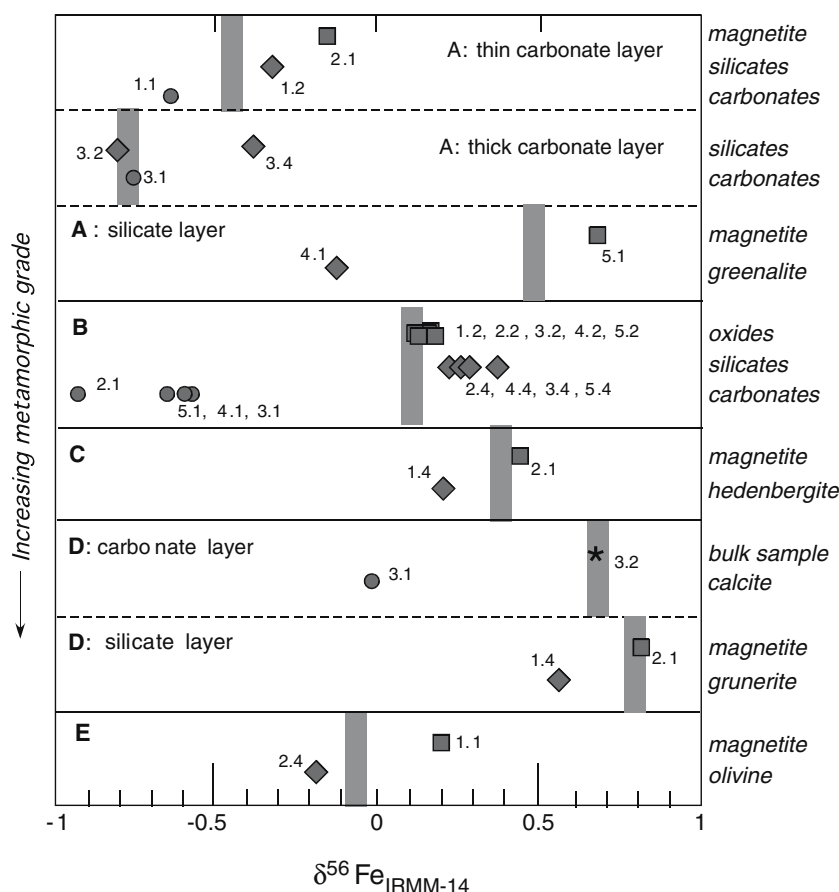 magnetite
2.1
A: thin carbonate layer
silicates
1.1
1.2
carbonates
A: thick carbonate layer
silicates
3.2
3.4
3.1
carbonates
A : silicate layer
magnetite
4.1
5.1
greenalite
B
1.2, 2.2 , 3.2, 4.2, 5.2
oxides
silicates
2.1
2.4, 4.4, 3.4 , 5.4
carbonates
5.1, 4.1, 3.1
C
magnetite
1.4
2.1
hedenbergite
D: carbo nate layer
bulk sample
3.2
3.1
calcite
D: silicate layer
magnetite
1.4
2.1
grunerite
E
1.1
magnetite
2.4
olivine
Increasing metamorphic grade
-1 -0.5 0 0.5 1
δ56 FeIRMM-14